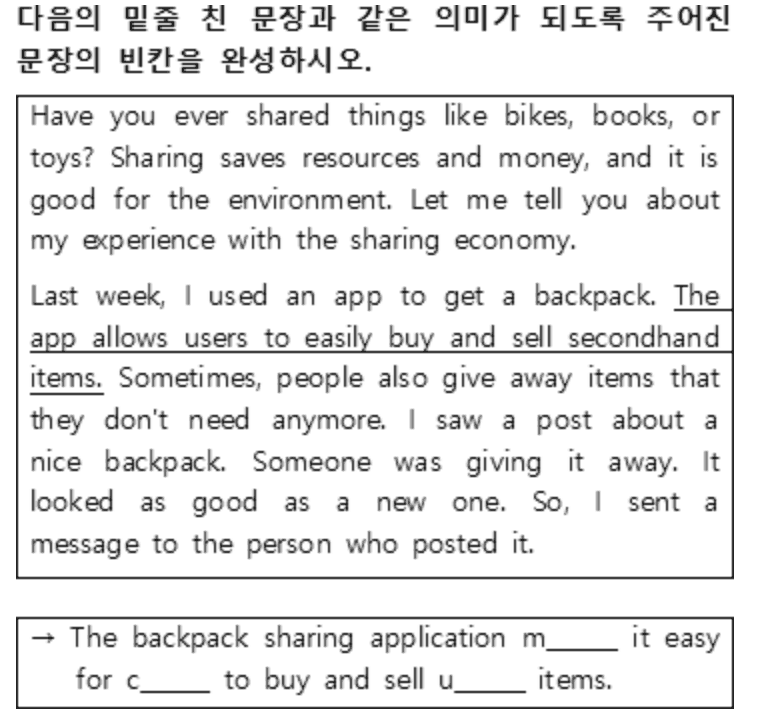 다음의 밑줄 친 문장과 같은 의미가 되도록 주어진
문장의 빈칸을 완성하시오.
Have you ever shared things like bikes, books, or
toys? Sharing saves resources and money, and it is
good for the environment. Let me tell you about
my experience with the sharing economy.
Last week, I used an app to get a backpack. The
app allows users to easily buy and sell secondhand
items. Sometimes, people also give away items that
they don't need anymore. I saw a post about a
nice backpack. Someone was giving it away. It
looked as good as a new one. So, I sent a
message to the person who posted it.
→ The backpack sharing application m_____ it easy
for c_____ to buy and sell u_____ items.